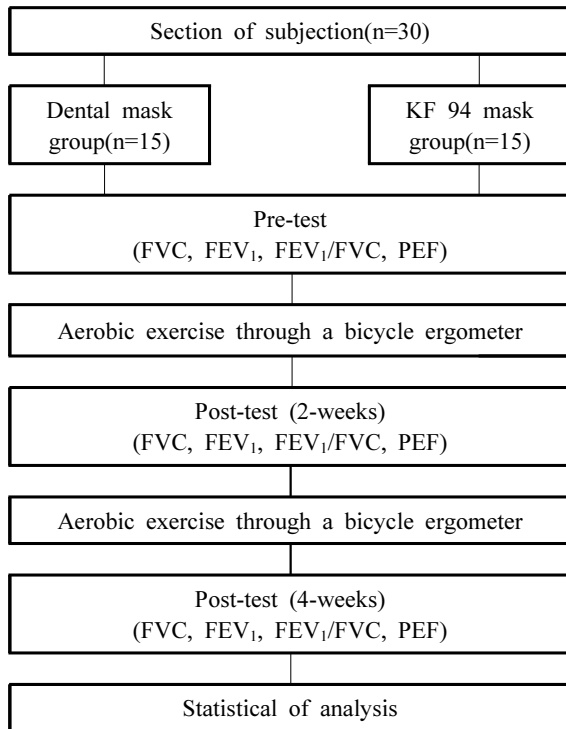 Section of subjection(n=30)
Dental mask
group(n=15)
KF 94 mask
group(n=15)
Pre-test
(FVC, FEV₁, FEV₁/FVC, PEF)
Aerobic exercise through a bicycle ergometer
Post-test (2-weeks)
(FVC, FEV₁, FEV₁/FVC, PEF)
Aerobic exercise through a bicycle ergometer
Post-test (4-weeks)
(FVC, FEV₁, FEV₁/FVC, PEF)
Statistical of analysis